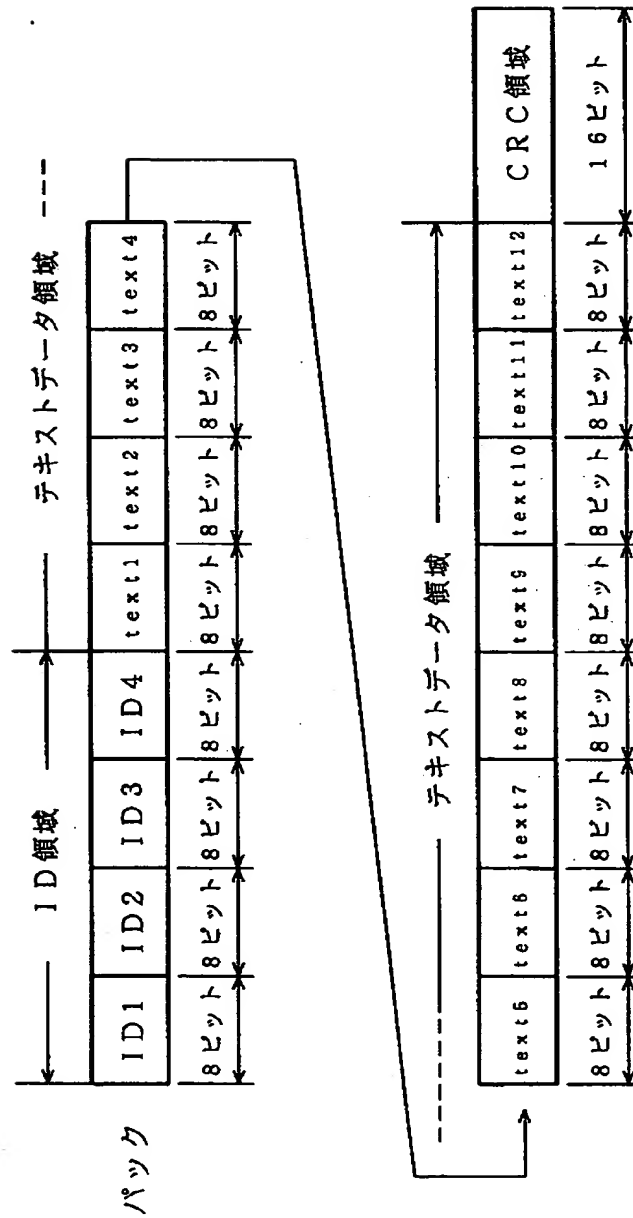 ID領域 テキストデータ領域
パック ID1 ID2 ID3 ID4 text1 text2 text3 text4
8ビット 8ビット 8ビット 8ビット 8ビット 8ビット 8ビット 8ビット
テキストデータ領域
text5 text6 text7 text8 text9 text10 text11 text12 CRC領域
8ビット 8ビット 8ビット 8ビット 8ビット 8ビット 8ビット 8ビット 16ビット